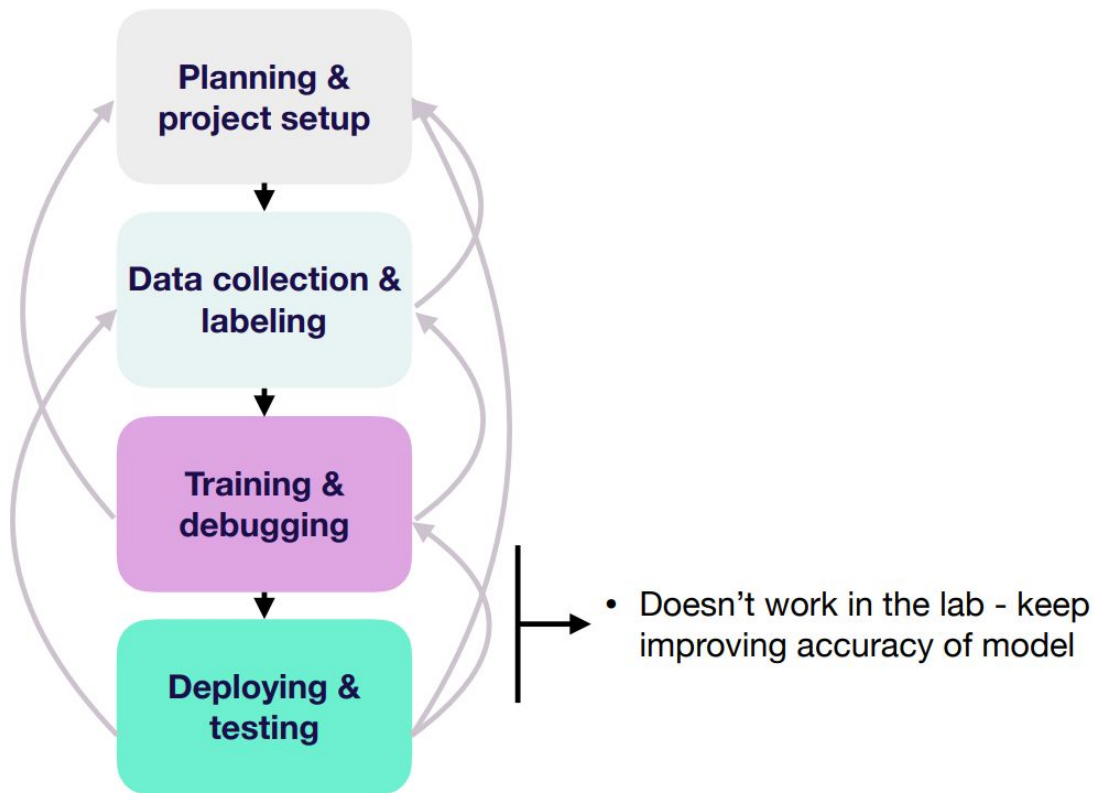 Planning &
project setup
Data collection &
labeling
Training &
debugging
Deploying &
testing
• Doesn't work in the lab - keep
improving accuracy of model